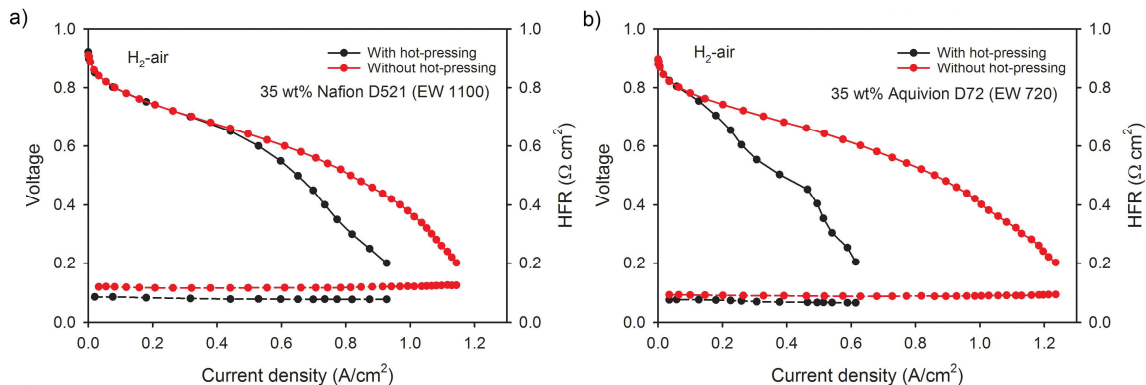 a)
H₂-air
With hot-pressing
Without hot-pressing
35 wt% Nafion D521 (EW 1100)
Voltage
1.0
0.8
0.6
0.4
0.2
0.0
HFR (Ω cm²)
1.0
0.8
0.6
0.4
0.2
0.0
0.0 0.2 0.4 0.6 0.8 1.0 1.2
Current density (A/cm²)
b)
H₂-air
With hot-pressing
Without hot-pressing
35 wt% Aquivion D72 (EW 720)
Voltage
1.0
0.8
0.6
0.4
0.2
0.0
HFR (Ω cm²)
1.0
0.8
0.6
0.4
0.2
0.0
0.0 0.2 0.4 0.6 0.8 1.0 1.2
Current density (A/cm²)